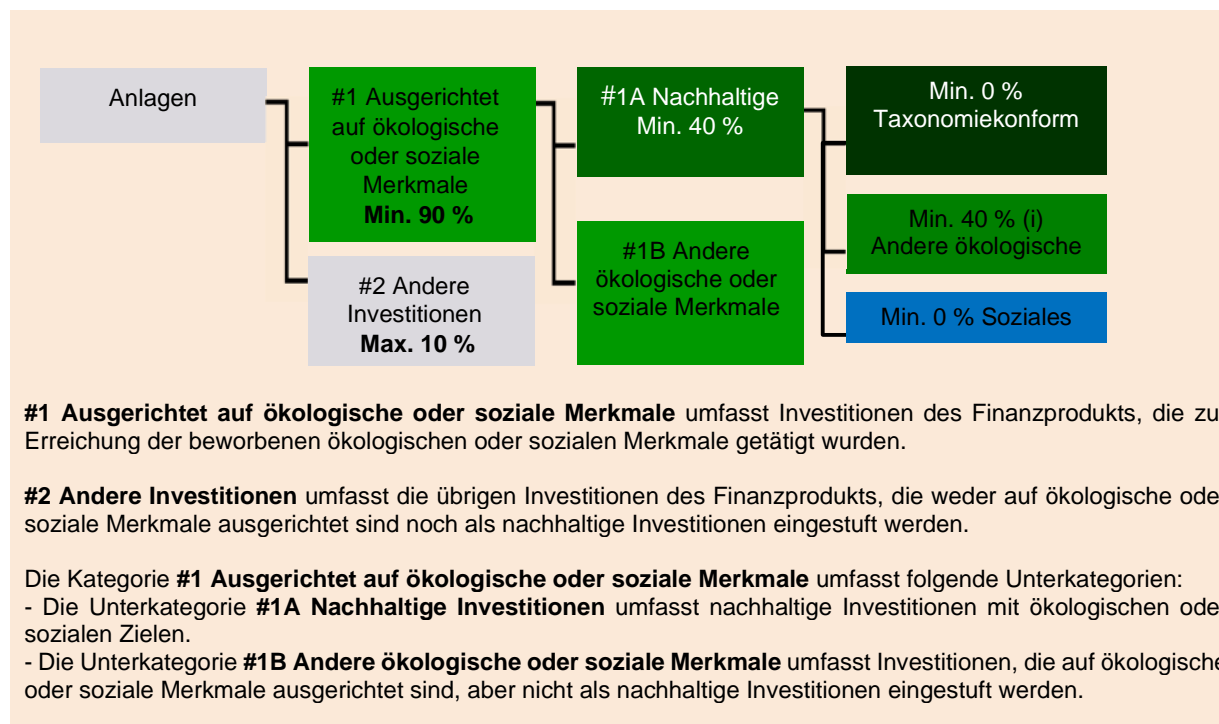 Anlagen
#1 Ausgerichtet
auf ökologische
oder soziale
Merkmale
Min. 90 %
#2 Andere
Investitionen
Max. 10 %
#1A Nachhaltige
Min. 40 %
#1B Andere
ökologische oder
soziale Merkmale
Min. 0 %
Taxonomiekonform
Min. 40 % (i)
Andere ökologische
Min. 0 % Soziales
#1 Ausgerichtet auf ökologische oder soziale Merkmale umfasst Investitionen des Finanzprodukts, die zu
Erreichung der beworbenen ökologischen oder sozialen Merkmale getätigt wurden.
#2 Andere Investitionen umfasst die übrigen Investitionen des Finanzprodukts, die weder auf ökologische ode
soziale Merkmale ausgerichtet sind noch als nachhaltige Investitionen eingestuft werden.
Die Kategorie #1 Ausgerichtet auf ökologische oder soziale Merkmale umfasst folgende Unterkategorien:
- Die Unterkategorie #1A Nachhaltige Investitionen umfasst nachhaltige Investitionen mit ökologischen ode
sozialen Zielen.
- Die Unterkategorie #1B Andere ökologische oder soziale Merkmale umfasst Investitionen, die auf ökologische
oder soziale Merkmale ausgerichtet sind, aber nicht als nachhaltige Investitionen eingestuft werden.